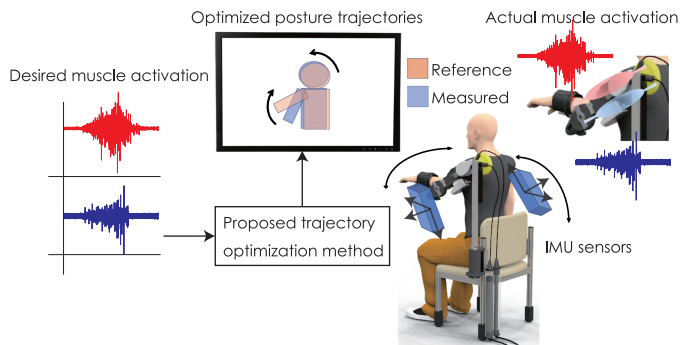 Optimized posture trajectories
Actual muscle activation
Desired muscle activation
Reference
Measured
Proposed trajectory
optimization method
IMU sensors